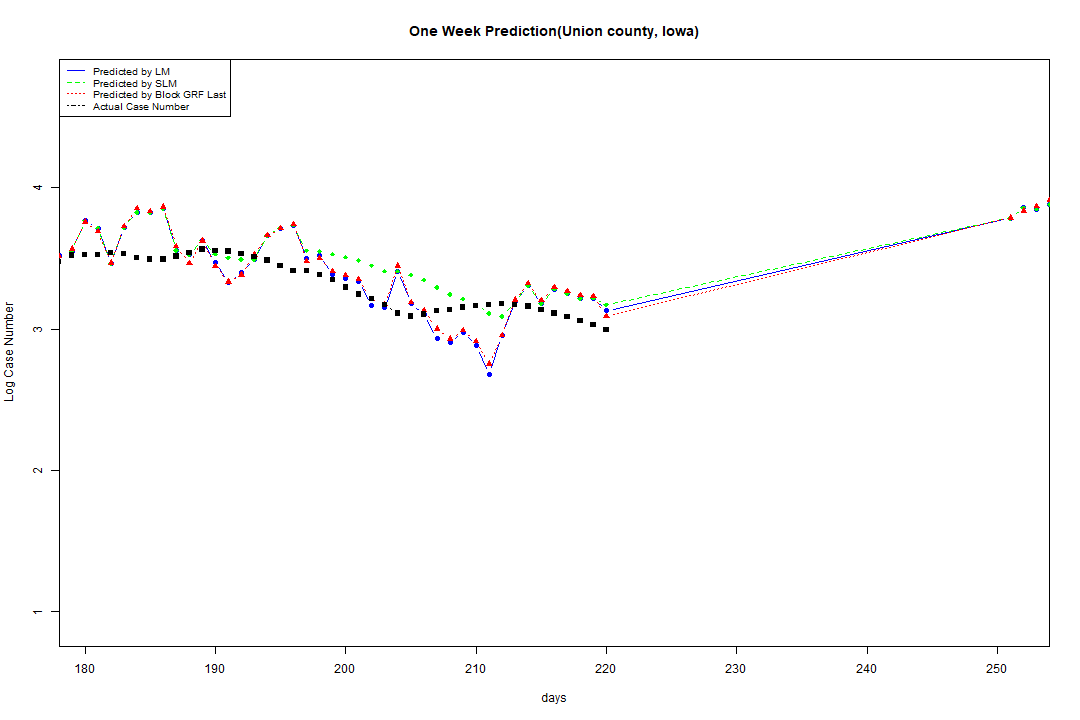 One Week Prediction(Union county, Iowa)
Predicted by LM
Predicted by SLM
Predicted by Block GRF Last
Actual Case Number
Log Case Number
4
3
2
1
180 190 200 210 220 230 240 250
days